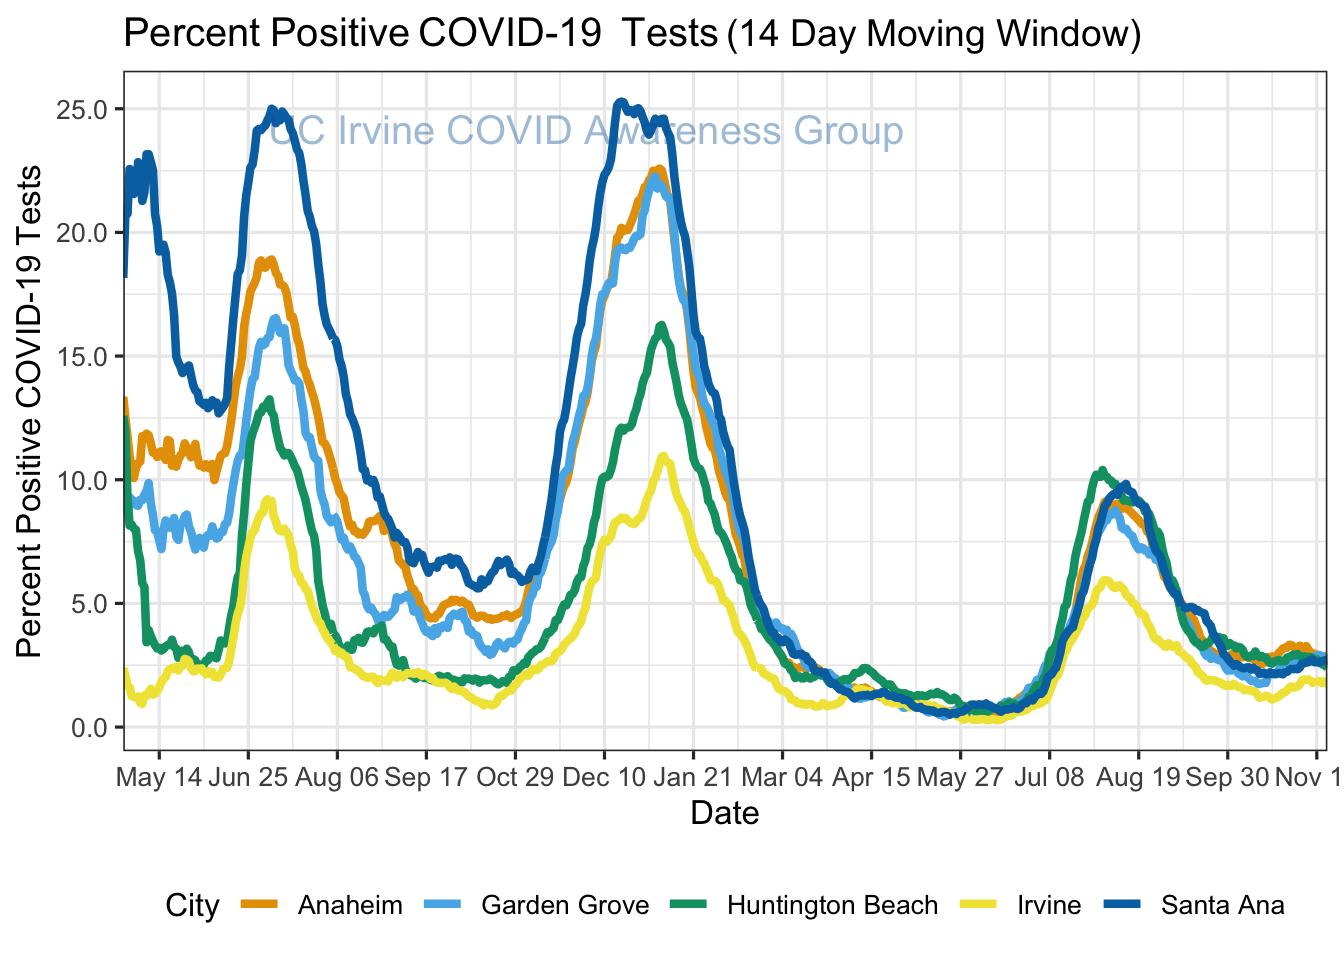 Percent Positive COVID-19 Tests (14 Day Moving Window)
UC Irvine COVID Awareness Group
Percent Positive COVID-19 Tests
25.0
20.0
15.0
10.0
5.0
0.0
May 14 Jun 25 Aug 06 Sep 17 Oct 29 Dec 10 Jan 21 Mar 04 Apr 15 May 27 Jul 08 Aug 19 Sep 30 Nov 1
Date
City Anaheim Garden Grove Huntington Beach Irvine Santa Ana